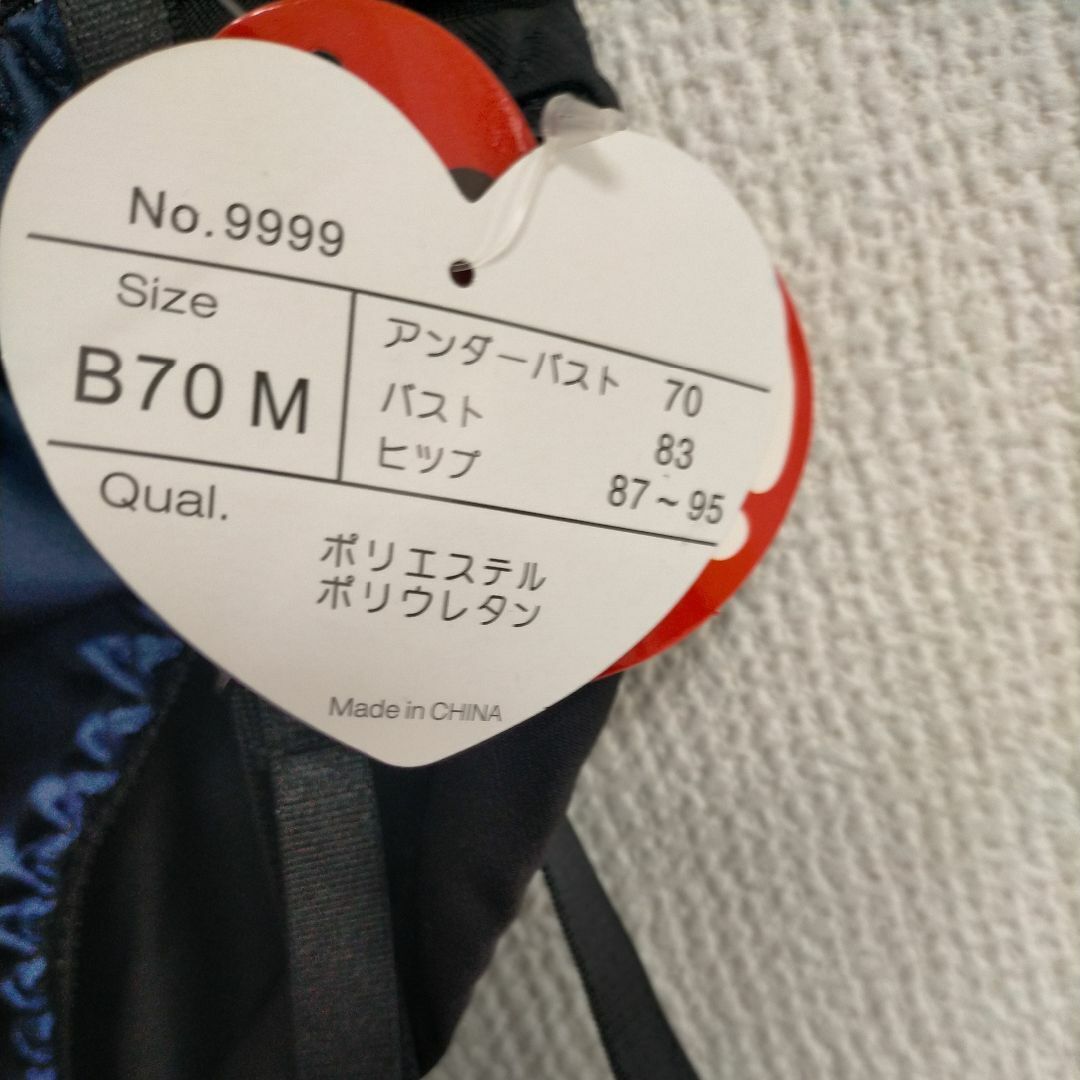 No.9999
Size
B70 M
アンダーバスト 70
バスト 83
ヒップ 87～95
Qual.
ポリエステル
ポリウレタン
Made in CHINA